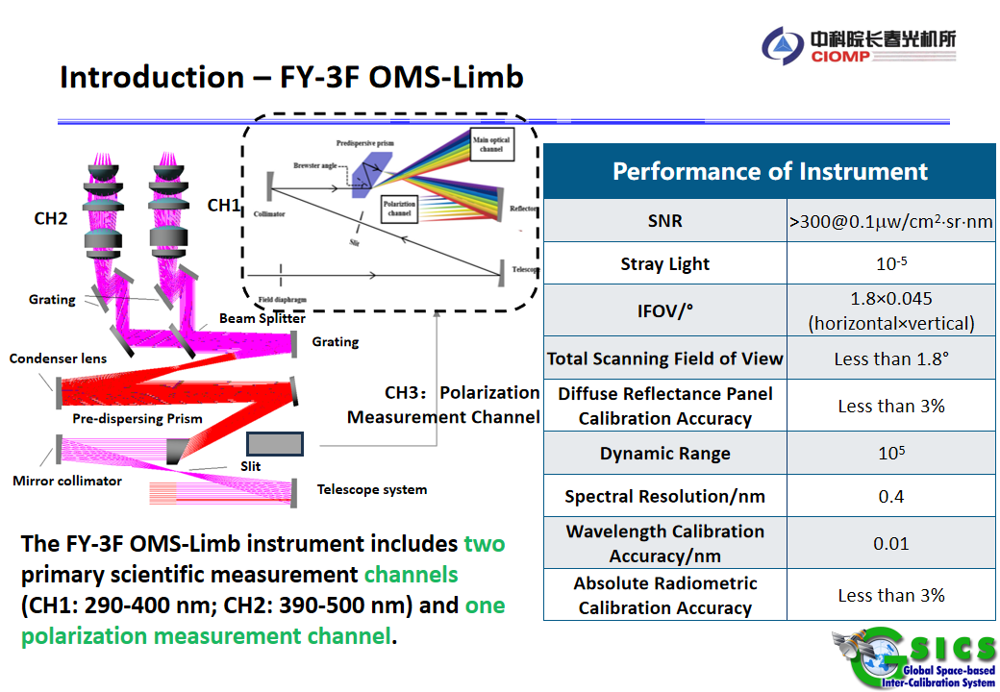 中科院长春光机所
CIOMP
Introduction – FY-3F OMS-Limb
CH2
CH1
Grating
Beam Splitter
Grating
Condenser lens
Pre-dispersing Prism
Mirror collimator
Slit
Telescope system
CH3：Polarization
Measurement Channel
Predispersive prism
Main optical
channel
Brewster angle
Collimator
Polariztion
channel
Reflector
Slit
Telescope
Field diaphragm
Performance of Instrument
SNR
>300@0.1μw/cm²·sr·nm
Stray Light
10⁻⁵
IFOV/°
1.8×0.045
(horizontal×vertical)
Total Scanning Field of View
Less than 1.8°
Diffuse Reflectance Panel
Calibration Accuracy
Less than 3%
Dynamic Range
10⁵
Spectral Resolution/nm
0.4
Wavelength Calibration
Accuracy/nm
0.01
Absolute Radiometric
Calibration Accuracy
Less than 3%
The FY-3F OMS-Limb instrument includes two
primary scientific measurement channels
(CH1: 290-400 nm; CH2: 390-500 nm) and one
polarization measurement channel.
GSICS
Global Space-based
Inter-Calibration System